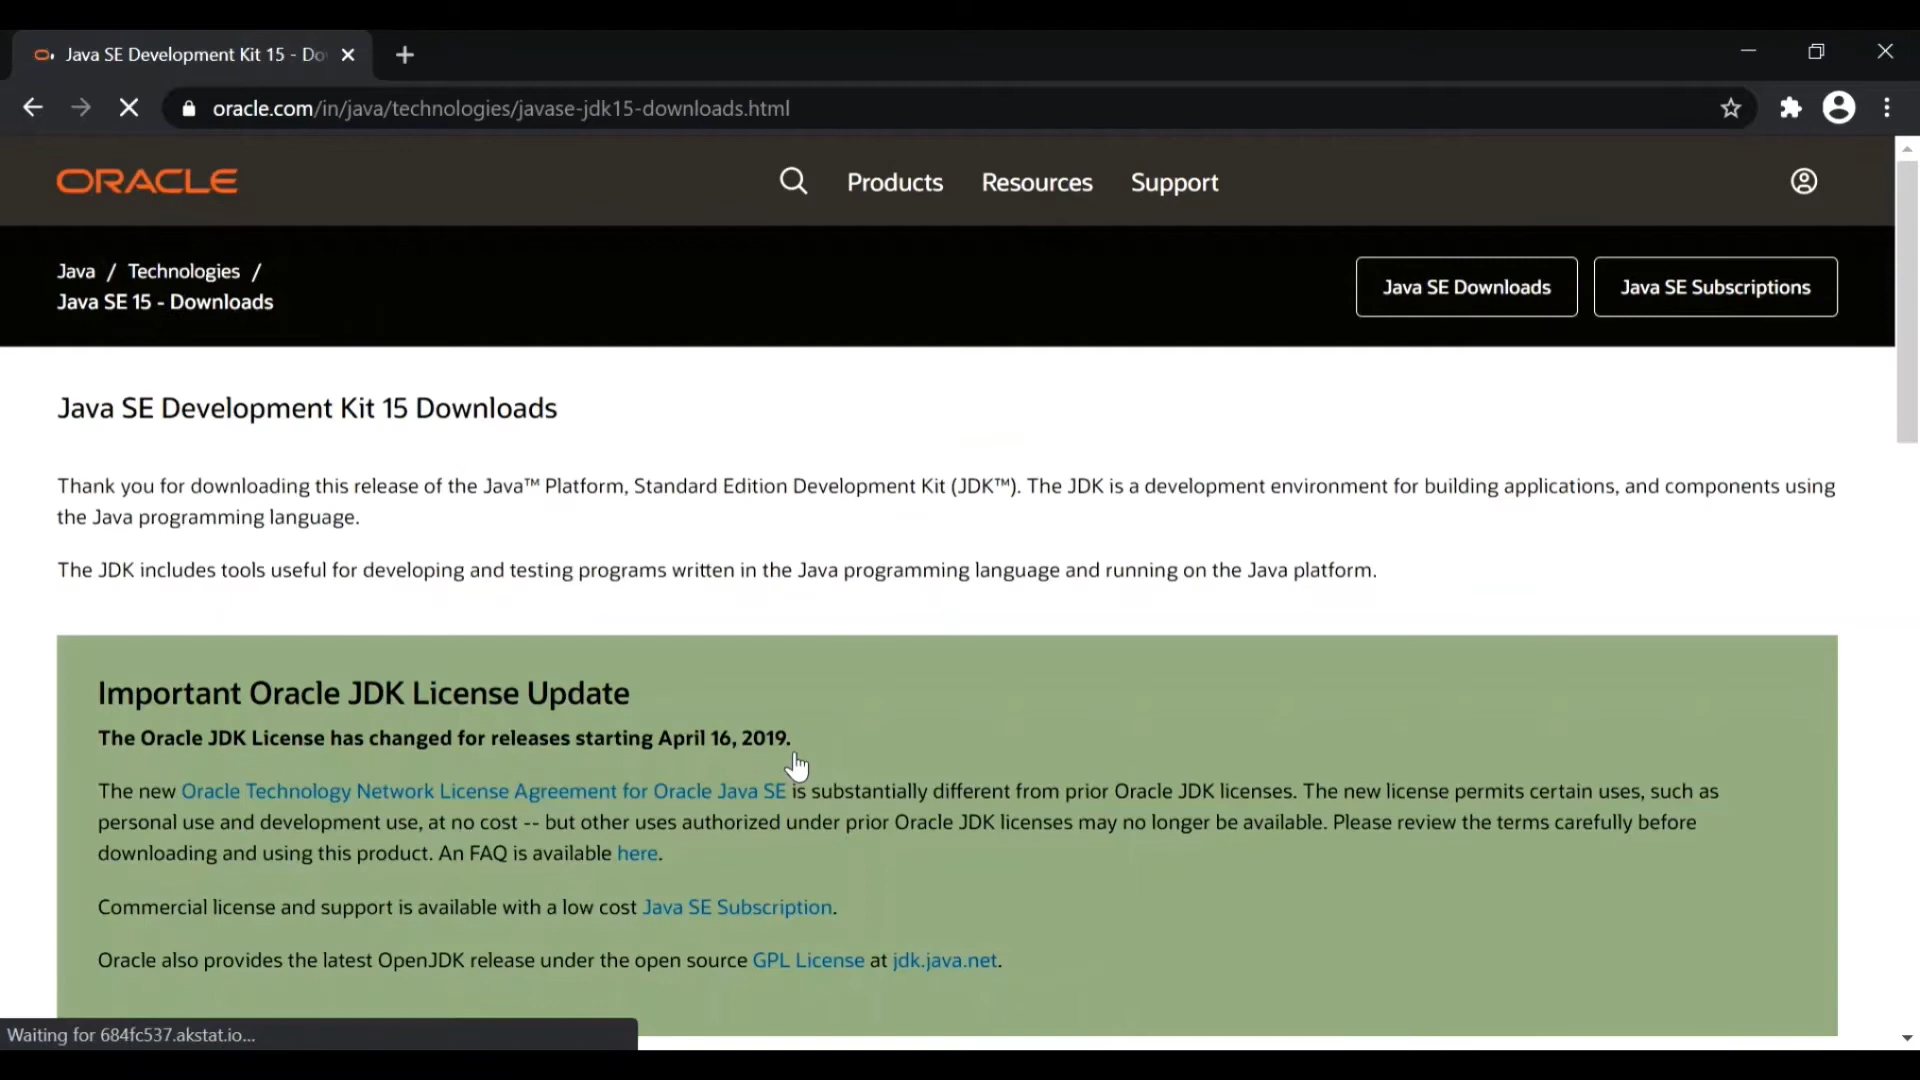 Java SE Development Kit 15 - Do
oracle.com/in/java/technologies/javase-jdk15-downloads.html
ORACLE
Products
Resources
Support
Java / Technologies /
Java SE 15 - Downloads
Java SE Downloads
Java SE Subscriptions
Java SE Development Kit 15 Downloads
Thank you for downloading this release of the Java™ Platform, Standard Edition Development Kit (JDK™). The JDK is a development environment for building applications, and components using
the Java programming language.
The JDK includes tools useful for developing and testing programs written in the Java programming language and running on the Java platform.
Important Oracle JDK License Update
The Oracle JDK License has changed for releases starting April 16, 2019.
The new Oracle Technology Network License Agreement for Oracle Java SE is substantially different from prior Oracle JDK licenses. The new license permits certain uses, such as
personal use and development use, at no cost -- but other uses authorized under prior Oracle JDK licenses may no longer be available. Please review the terms carefully before
downloading and using this product. An FAQ is available here.
Commercial license and support is available with a low cost Java SE Subscription.
Oracle also provides the latest OpenJDK release under the open source GPL License at jdk.java.net.
Waiting for 684fc537.akstat.io...